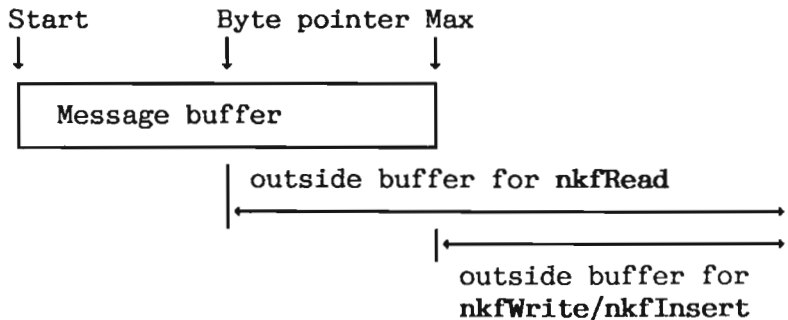 Start Byte pointer Max
Message buffer
outside buffer for nkfRead
outside buffer for
nkfWrite/nkfInsert